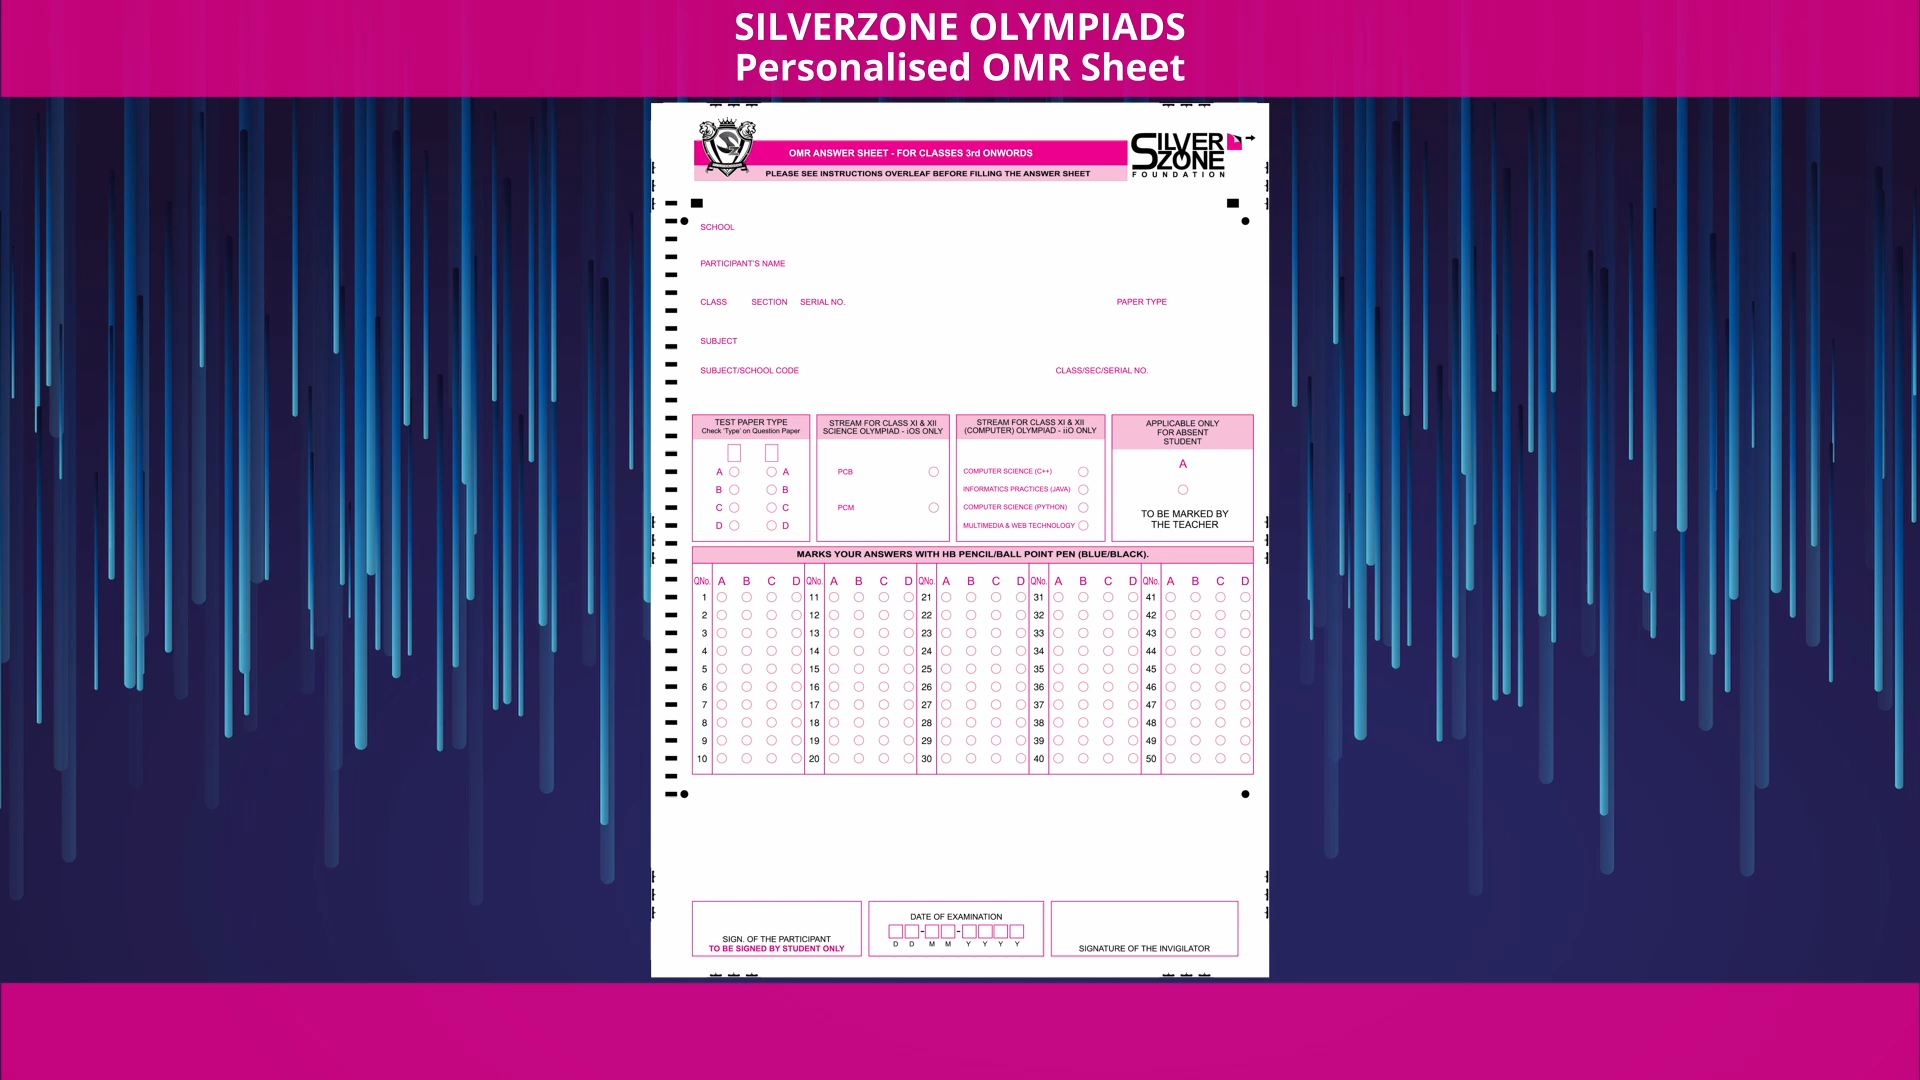 SILVERZONE OLYMPIADS
Personalised OMR Sheet
SILVER
ZONE
FOUNDATION
OMR ANSWER SHEET - FOR CLASSES 3rd ONWORDS
PLEASE SEE INSTRUCTIONS OVERLEAF BEFORE FILLING THE ANSWER SHEET
SCHOOL
PARTICIPANT'S NAME
CLASS SECTION SERIAL NO. PAPER TYPE
SUBJECT
SUBJECT/SCHOOL CODE CLASS/SEC/SERIAL NO.
TEST PAPER TYPE
Check 'Type' on Question Paper
A A
B B
C C
D D
STREAM FOR CLASS XI & XII
SCIENCE OLYMPIAD - iOS ONLY
PCB
PCM
STREAM FOR CLASS XI & XII
(COMPUTER) OLYMPIAD - iiO ONLY
COMPUTER SCIENCE (C++)
INFORMATICS PRACTICES (JAVA)
COMPUTER SCIENCE (PYTHON)
MULTIMEDIA & WEB TECHNOLOGY
APPLICABLE ONLY
FOR ABSENT
STUDENT
A
TO BE MARKED BY
THE TEACHER
MARKS YOUR ANSWERS WITH HB PENCIL/BALL POINT PEN (BLUE/BLACK).
QNo. A B C D QNo. A B C D QNo. A B C D QNo. A B C D QNo. A B C D
1 11 21 31 41
2 12 22 32 42
3 13 23 33 43
4 14 24 34 44
5 15 25 35 45
6 16 26 36 46
7 17 27 37 47
8 18 28 38 48
9 19 29 39 49
10 20 30 40 50
SIGN. OF THE PARTICIPANT
TO BE SIGNED BY STUDENT ONLY
DATE OF EXAMINATION
- -
D D M M Y Y Y Y
SIGNATURE OF THE INVIGILATOR